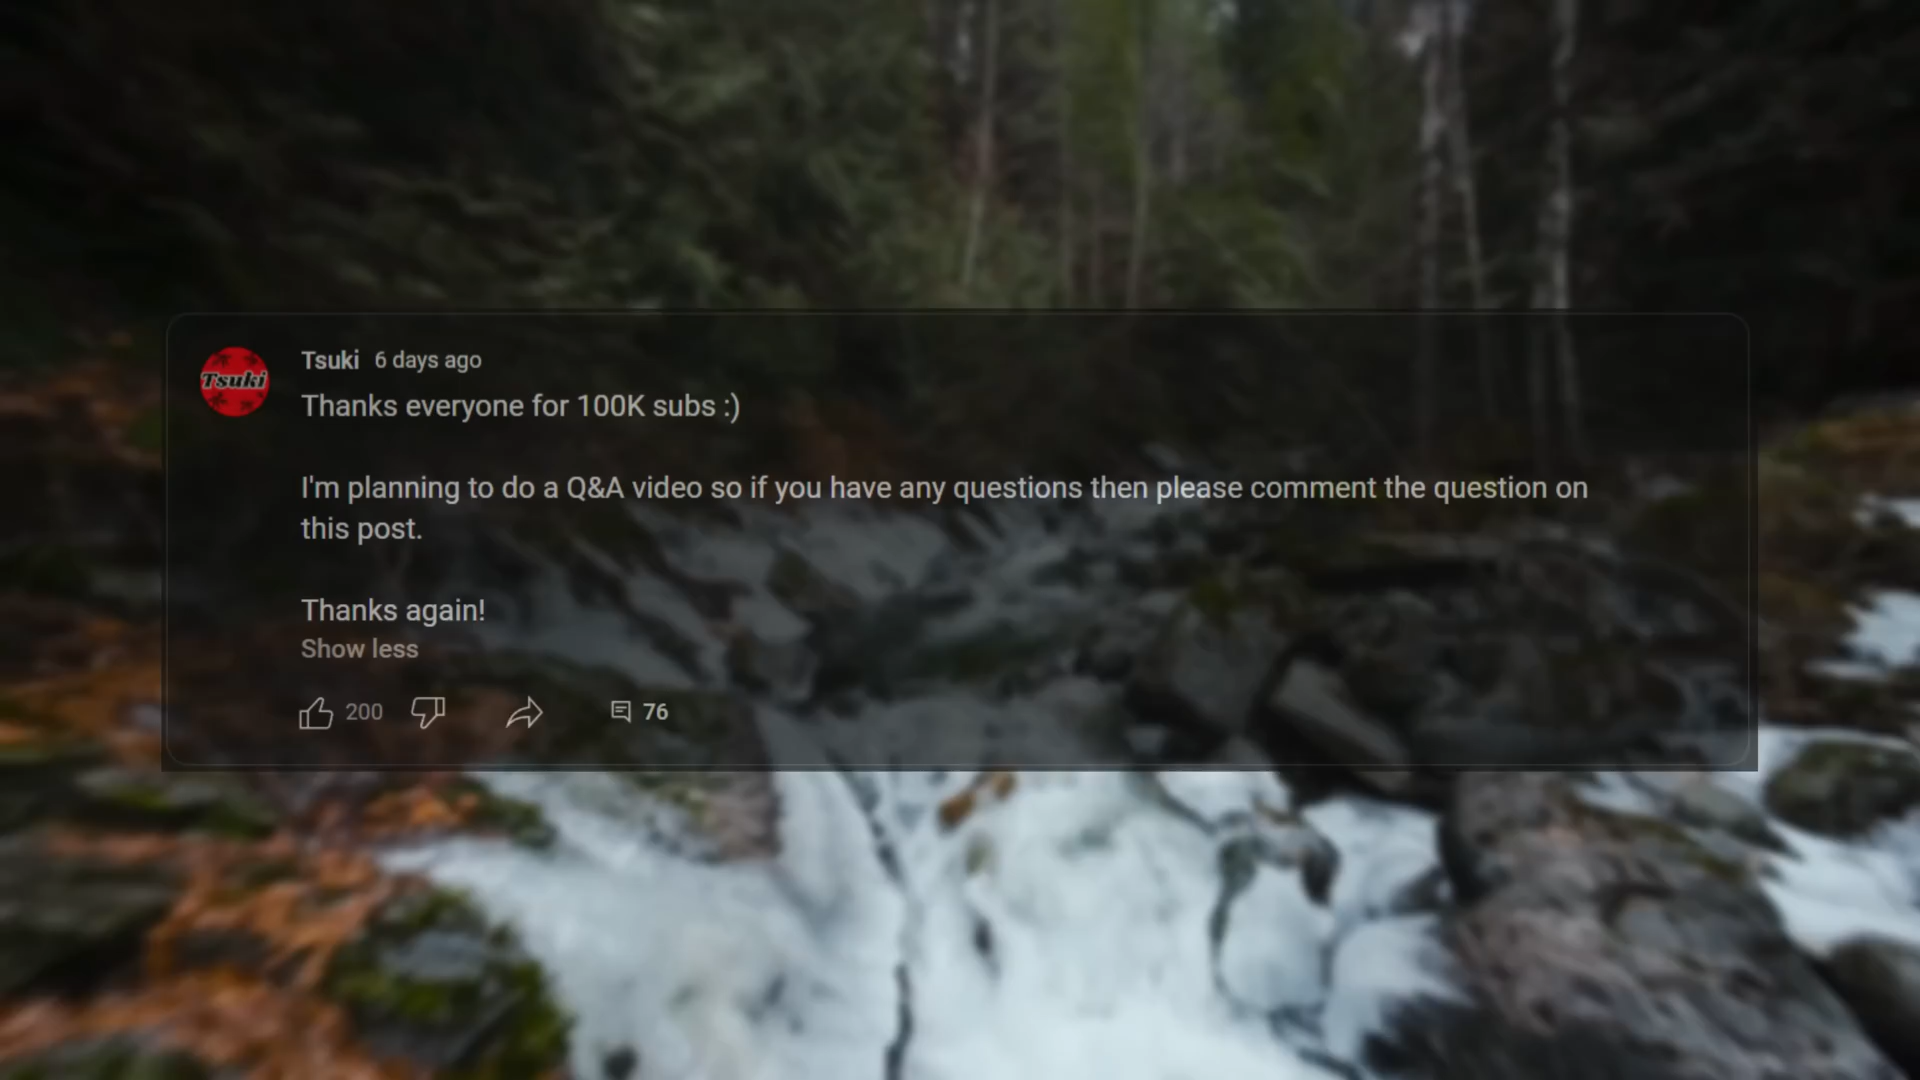 Tsuki 6 days ago
Tsuki
Thanks everyone for 100K subs :)
I'm planning to do a Q&A video so if you have any questions then please comment the question on
this post.
Thanks again!
Show less
200 76